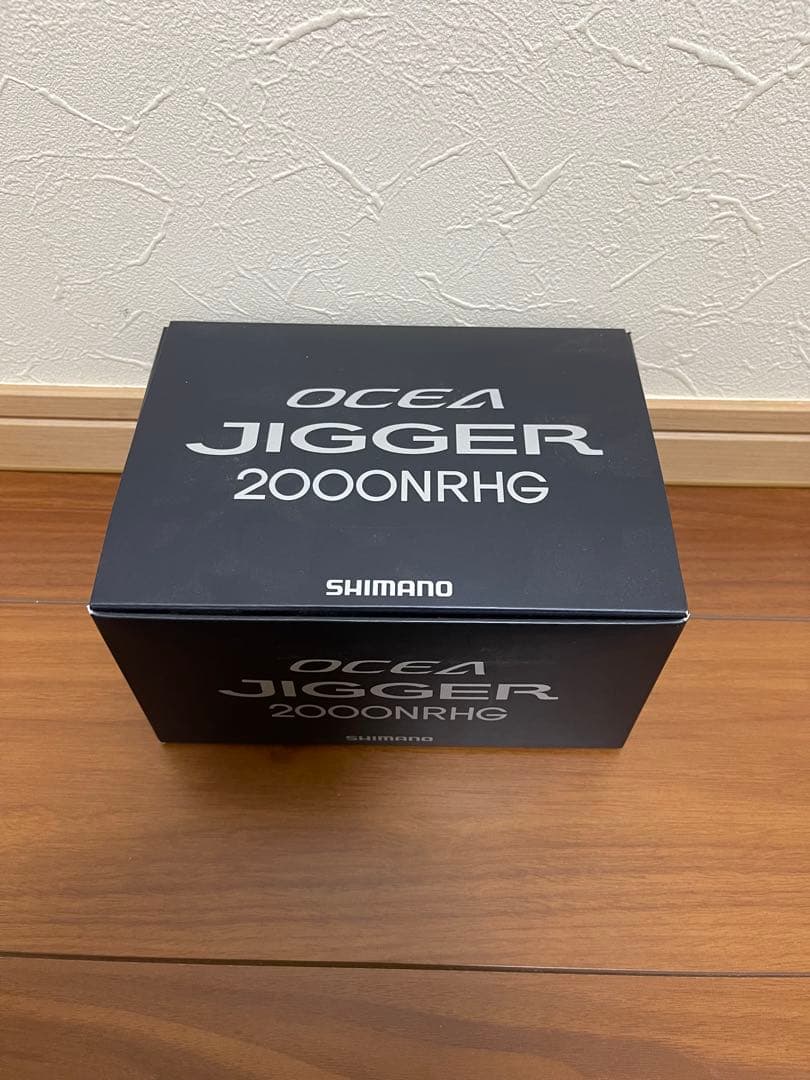 OCEA
JIGGER
2000NRHG
SHIMANO
OCEA
JIGGER
2000NRHG
SHIMANO